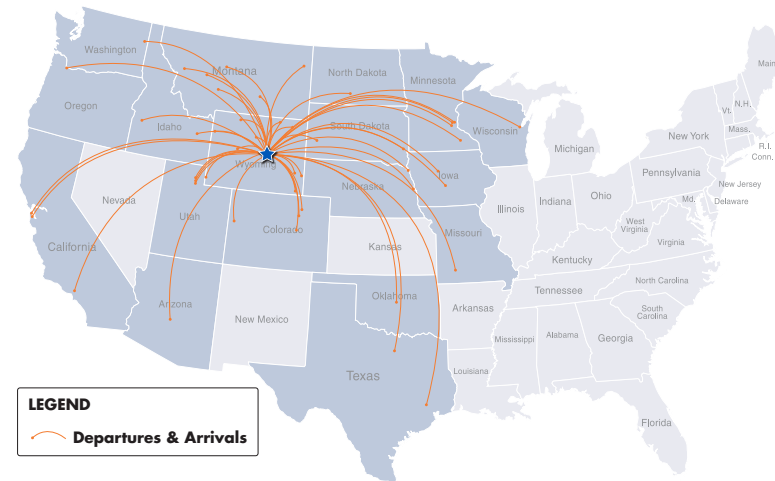 Washington
Montana
North Dakota
Minnesota
Main
Oregon
Idaho
South Dakota
Wisconsin
Vt.
N.H.
Mass.
New York
R.I.
Conn.
Michigan
Wyoming
Nebraska
Iowa
Pennsylvania
New Jersey
Md.
Delaware
Nevada
Utah
Colorado
Illinois
Indiana
Ohio
West
Virginia
Virginia
California
Kansas
Missouri
Kentucky
Arizona
New Mexico
Oklahoma
Arkansas
Tennessee
North Carolina
South
Carolina
Mississippi
Alabama
Georgia
Texas
Louisiana
Florida
LEGEND
Departures & Arrivals